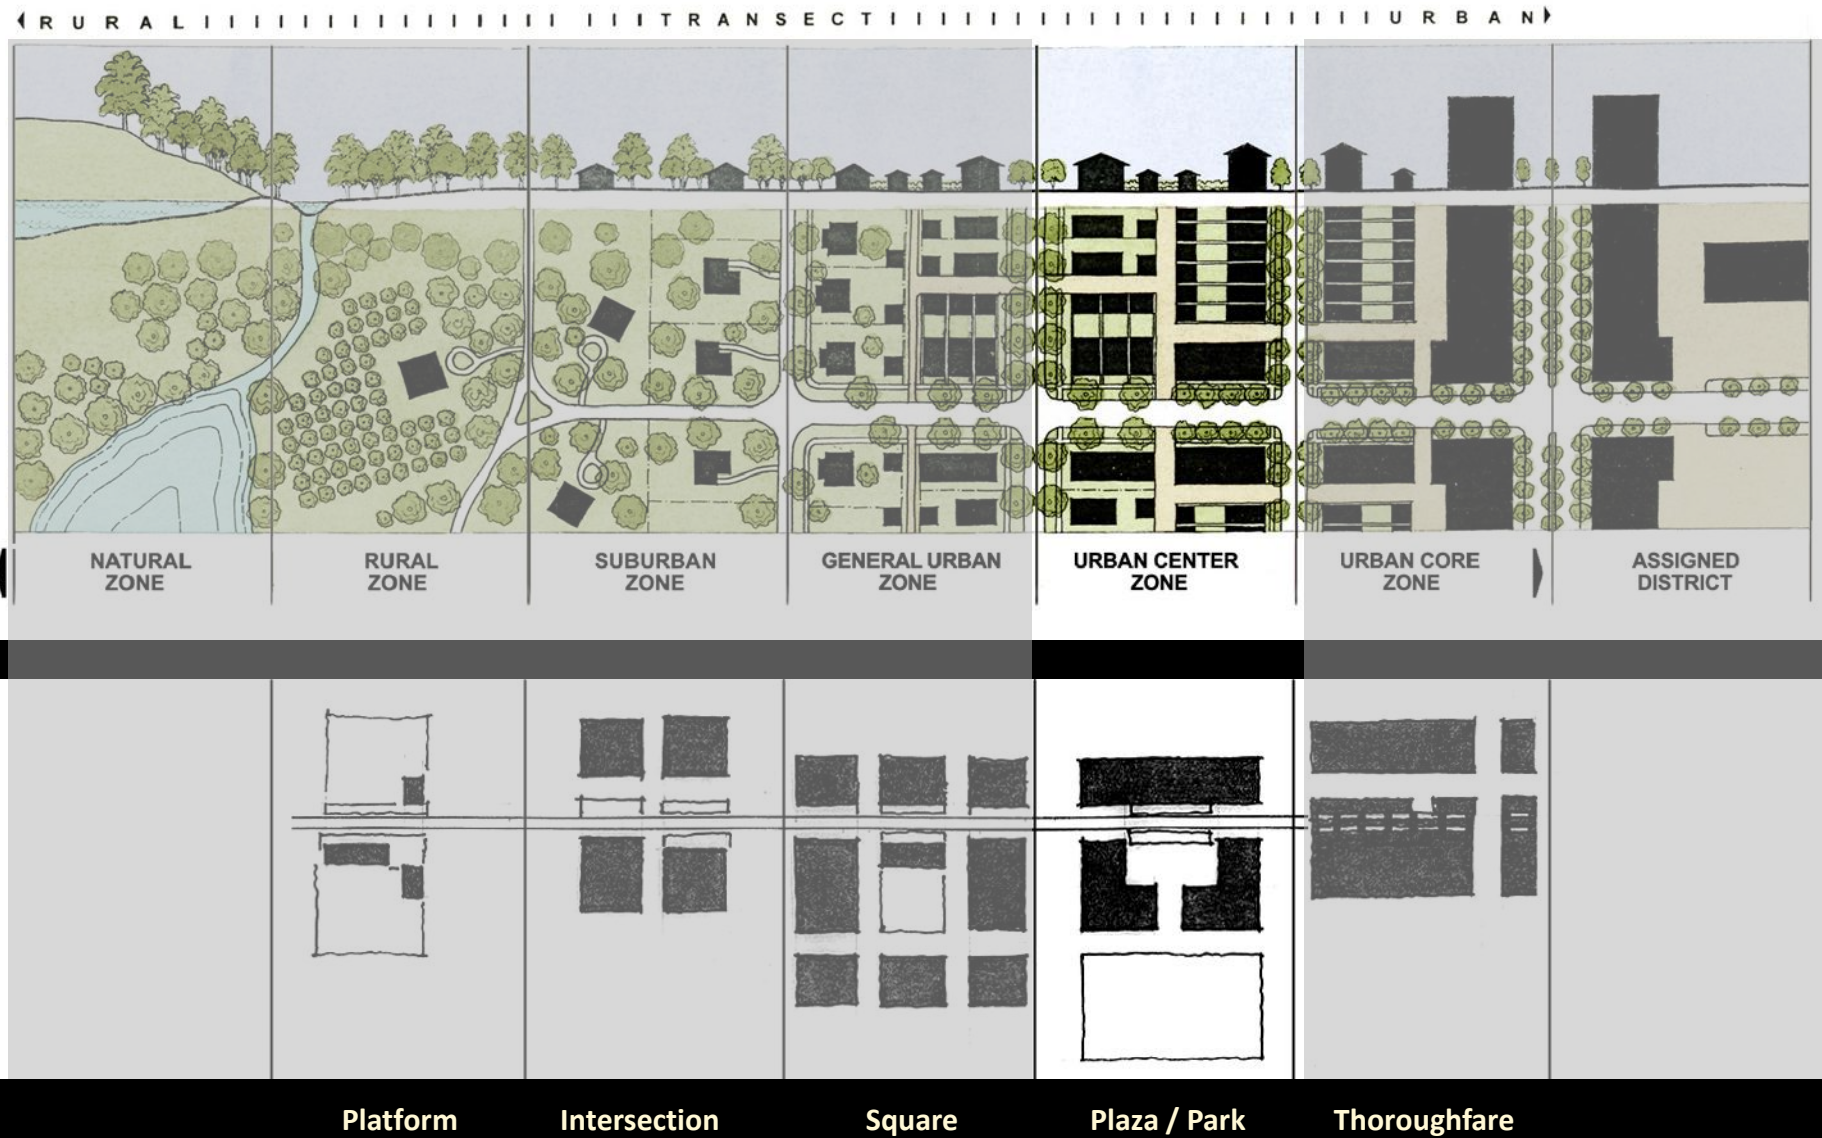 RURAL TRANSECT URBAN
NATURAL
ZONE
RURAL
ZONE
SUBURBAN
ZONE
GENERAL URBAN
ZONE
URBAN CENTER
ZONE
URBAN CORE
ZONE
ASSIGNED
DISTRICT
Platform
Intersection
Square
Plaza / Park
Thoroughfare